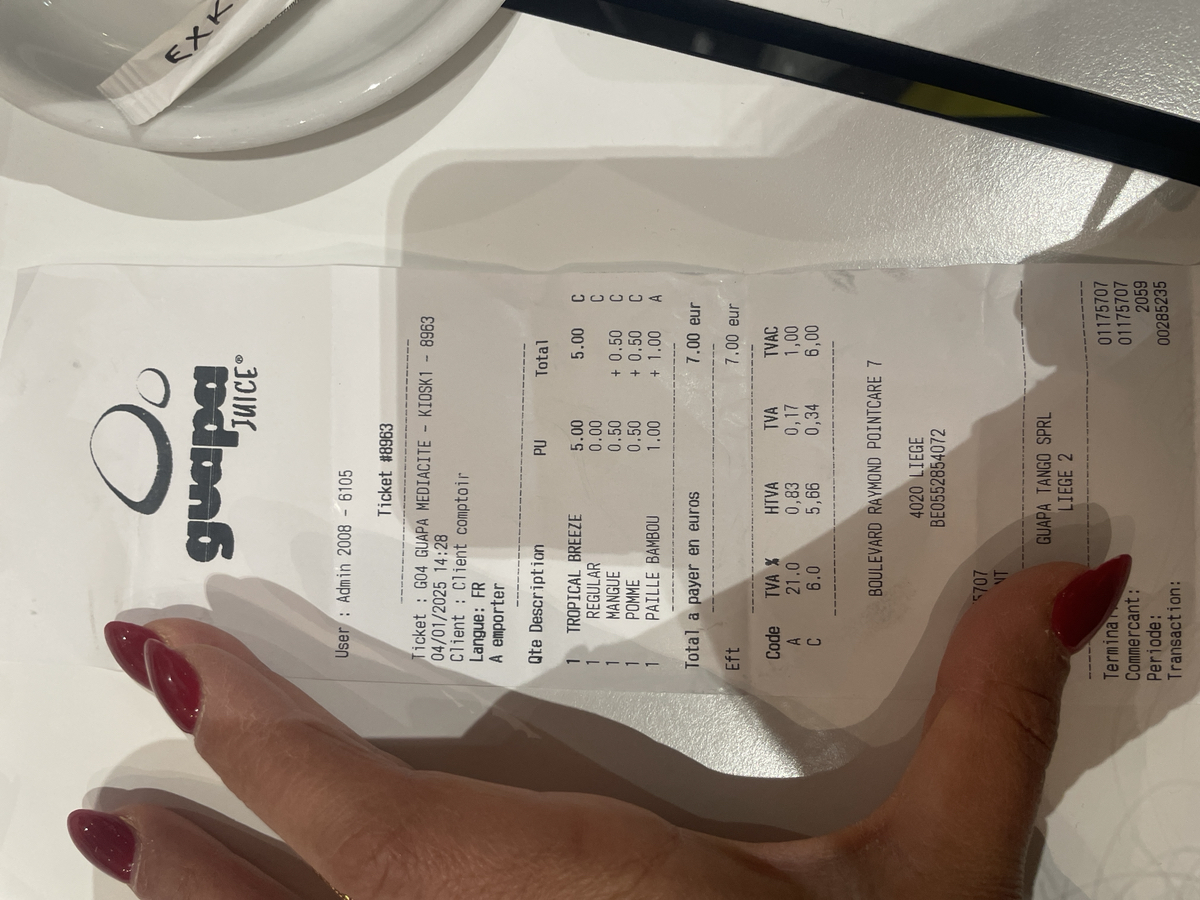 EXK
guapa
JUICE®
User : Admin 2008 - 6105
Ticket #8963
Ticket : G04 GUAPA MEDIACITE - KIOSK1 - 8963
04/01/2025 14:28
Client : Client comptoir
Langue: FR
A emporter
Qte Description PU Total
1 TROPICAL BREEZE 5.00 5.00 C
1 REGULAR 0.00 C
1 MANGUE 0.50 + 0.50 C
1 POMME 0.50 + 0.50 C
1 PAILLE BAMBOU 1.00 + 1.00 A
Total a payer en euros 7.00 eur
Eft 7.00 eur
Code TVA % HTVA TVA TVAC
A 21.0 0,83 0,17 1,00
C 6.0 5,66 0,34 6,00
BOULEVARD RAYMOND POINTCARE 7
4020 LIEGE
BE0552854072
5707
NT
GUAPA TANGO SPRL
LIEGE 2
Termina 01175707
Commercant: 01175707
Periode: 2059
Transaction: 00285235